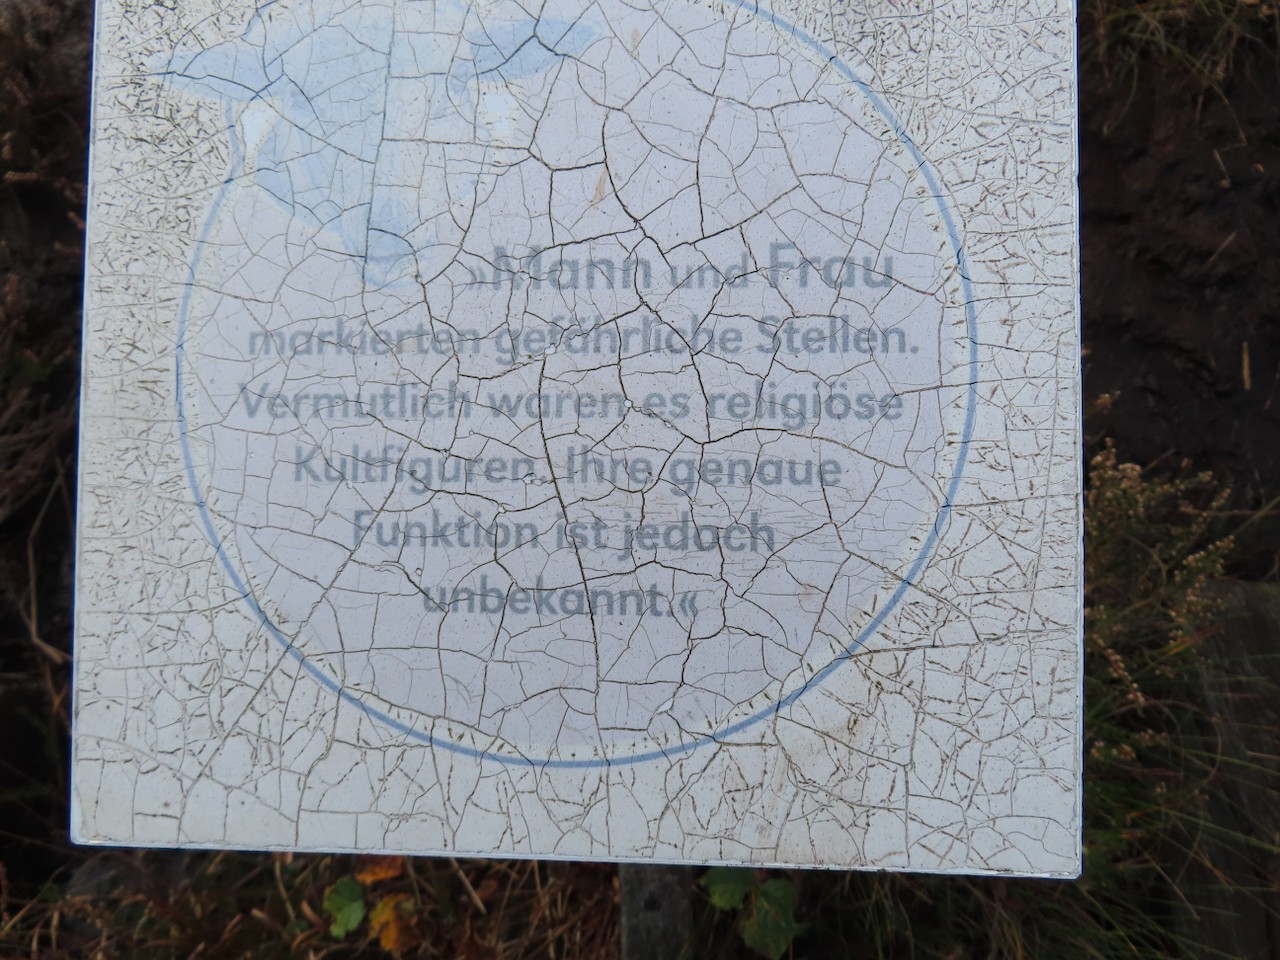 »Mann und Frau
markierten gefährliche Stellen.
Vermutlich waren es religiöse
Kultfiguren. Ihre genaue
Funktion ist jedoch
unbekannt.«